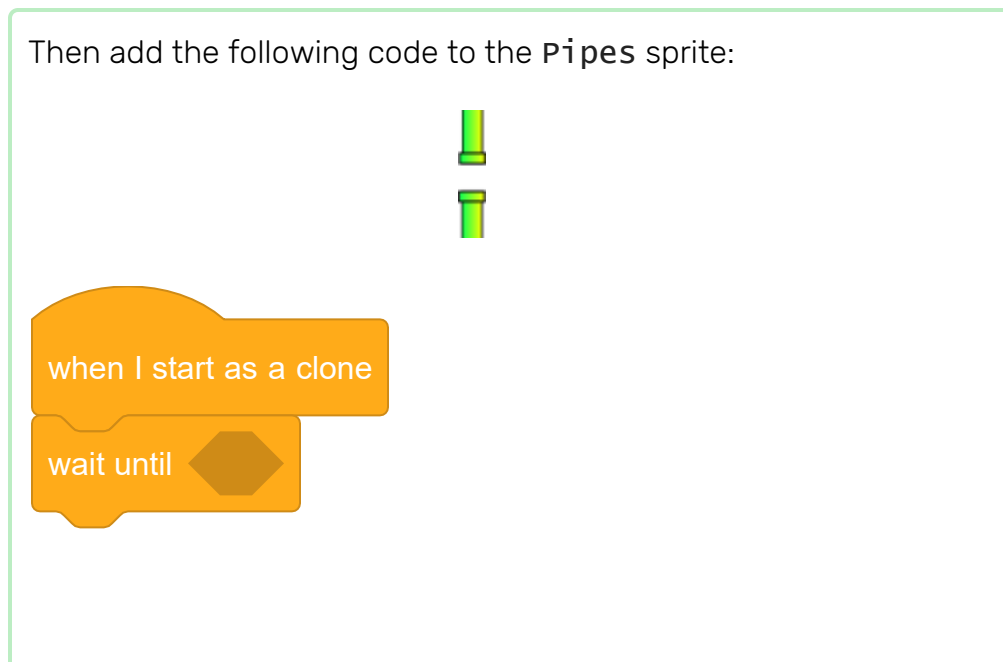 Then add the following code to the Pipes sprite:
when I start as a clone
wait until